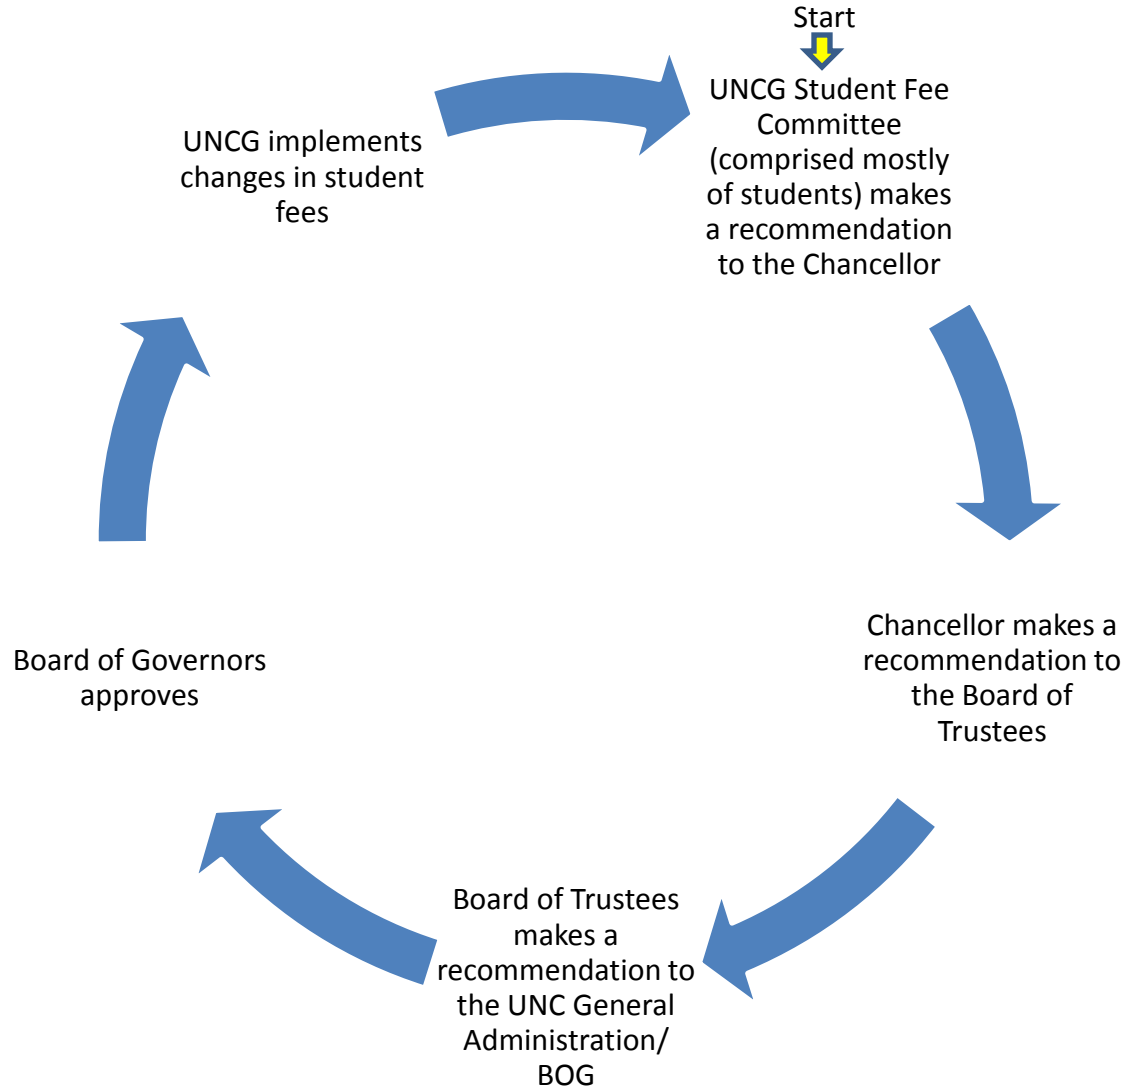 Start
UNCG Student Fee
Committee
(comprised mostly
of students) makes
a recommendation
to the Chancellor
Chancellor makes a
recommendation to
the Board of
Trustees
Board of Trustees
makes a
recommendation to
the UNC General
Administration/
BOG
Board of Governors
approves
UNCG implements
changes in student
fees